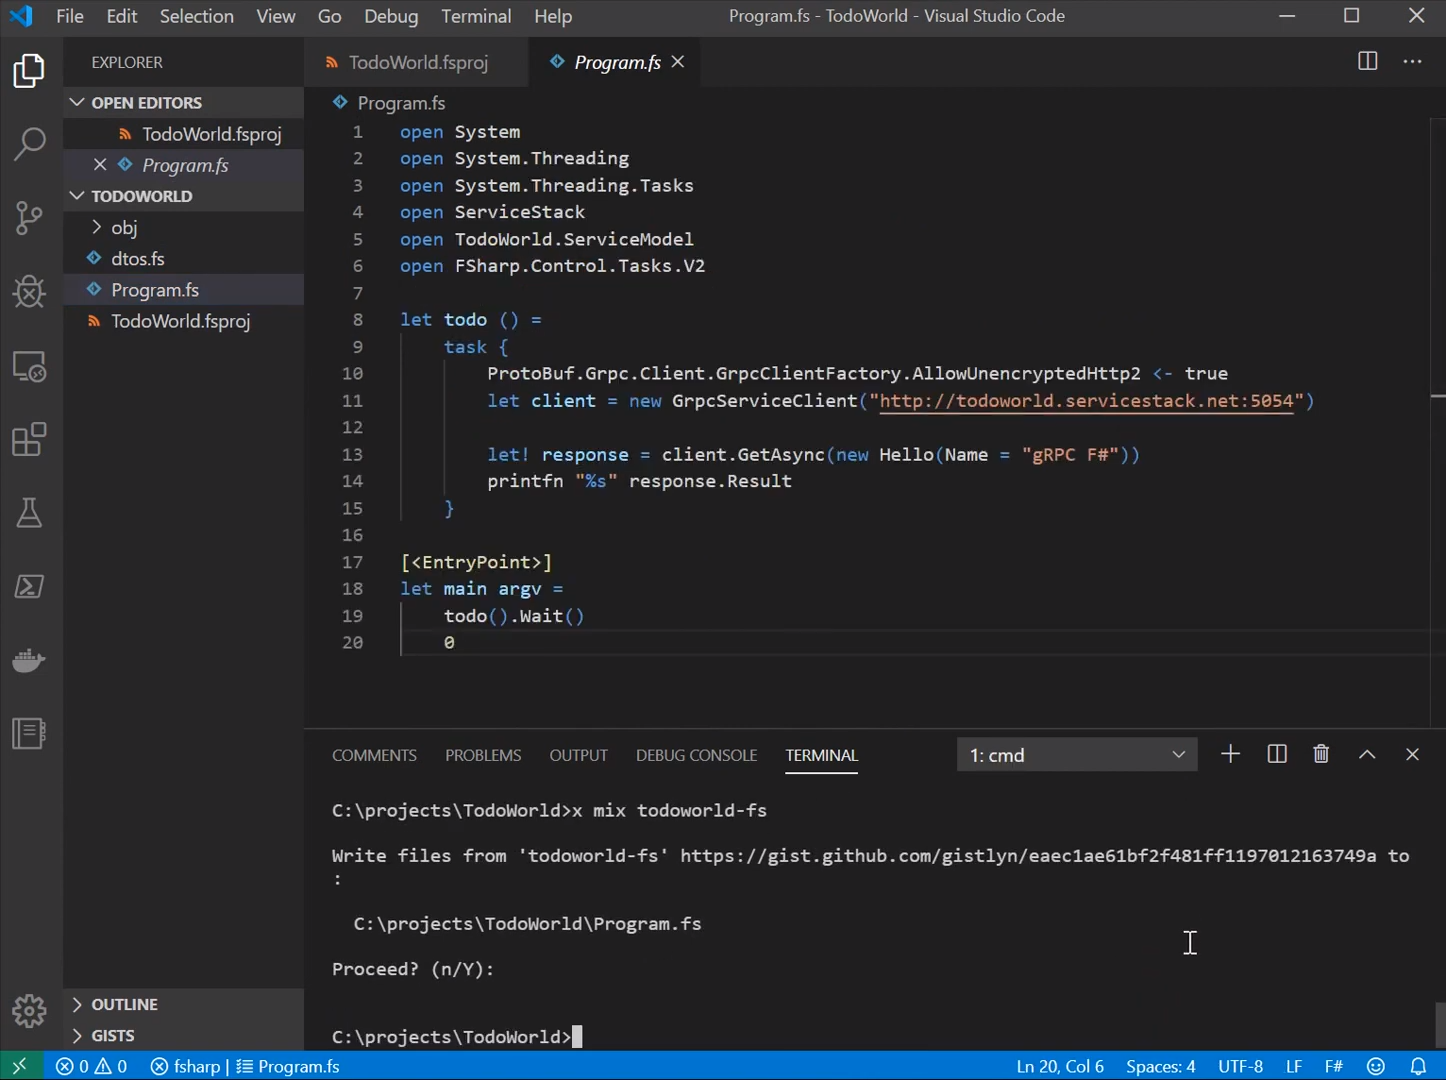 File Edit Selection View Go Debug Terminal Help Program.fs - TodoWorld - Visual Studio Code
EXPLORER
OPEN EDITORS
TodoWorld.fsproj
Program.fs
TODOWORLD
obj
dtos.fs
Program.fs
TodoWorld.fsproj
OUTLINE
GISTS
TodoWorld.fsproj Program.fs
Program.fs
1 open System
2 open System.Threading
3 open System.Threading.Tasks
4 open ServiceStack
5 open TodoWorld.ServiceModel
6 open FSharp.Control.Tasks.V2
7
8 let todo () =
9 task {
10 ProtoBuf.Grpc.Client.GrpcClientFactory.AllowUnencryptedHttp2 <- true
11 let client = new GrpcServiceClient("http://todoworld.servicestack.net:5054")
12
13 let! response = client.GetAsync(new Hello(Name = "gRPC F#"))
14 printfn "%s" response.Result
15 }
16
17 [<EntryPoint>]
18 let main argv =
19 todo().Wait()
20 0
COMMENTS PROBLEMS OUTPUT DEBUG CONSOLE TERMINAL 1: cmd
C:\projects\TodoWorld>x mix todoworld-fs
Write files from 'todoworld-fs' https://gist.github.com/gistlyn/eaec1ae61bf2f481ff1197012163749a to
:
C:\projects\TodoWorld\Program.fs
Proceed? (n/Y):
C:\projects\TodoWorld>
0 0 fsharp | Program.fs Ln 20, Col 6 Spaces: 4 UTF-8 LF F#